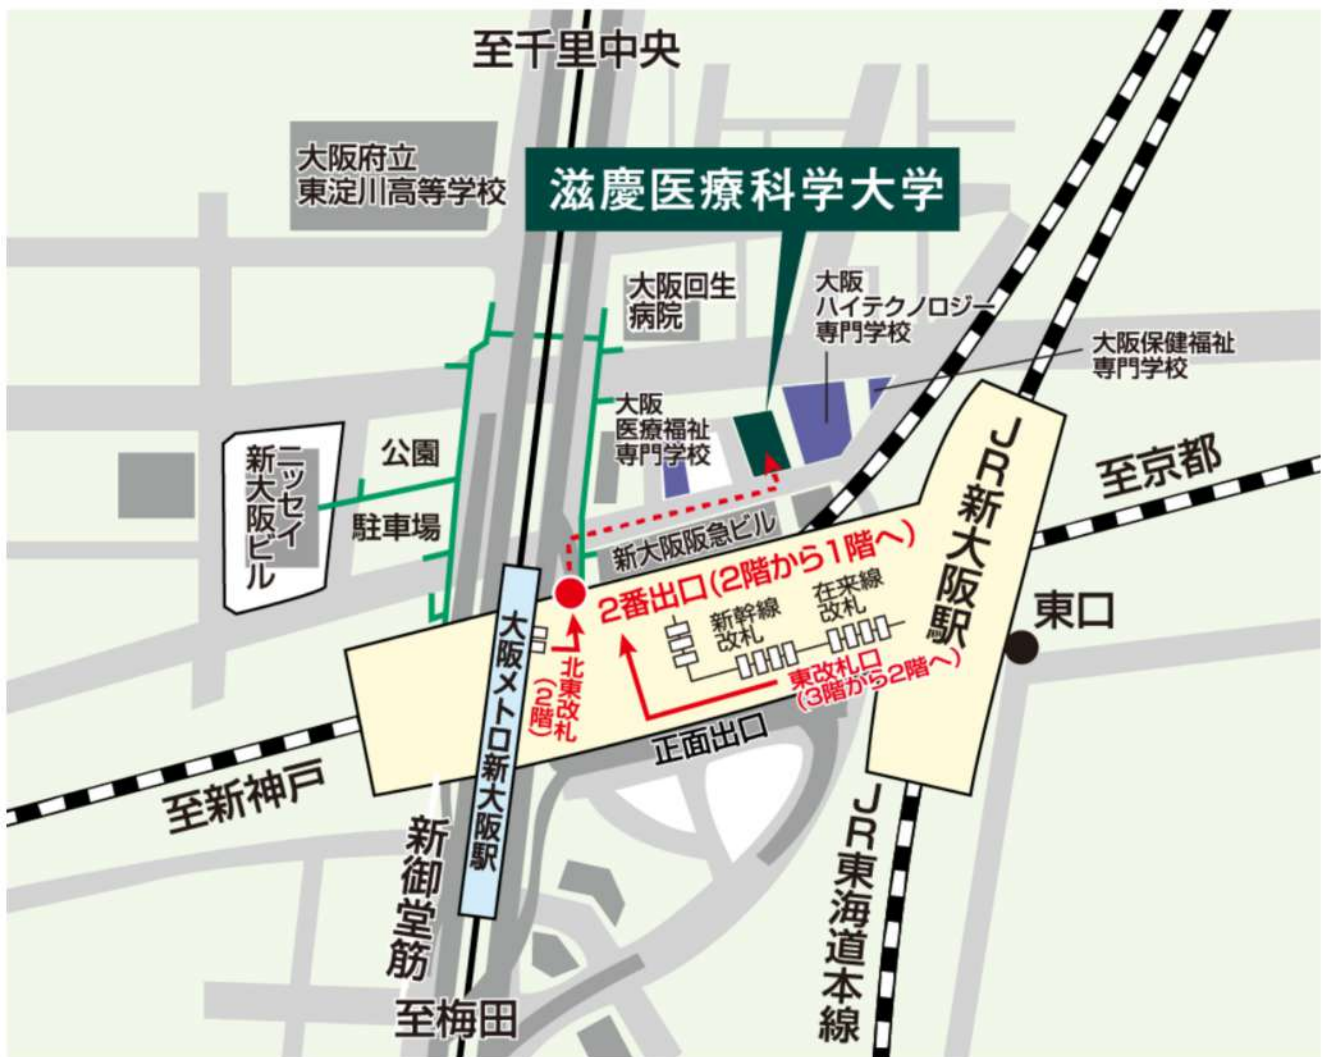 至千里中央
大阪府立
東淀川高等学校
滋慶医療科学大学
大阪回生
病院
大阪
ハイテクノロジー
専門学校
大阪保健福祉
専門学校
大阪
医療福祉
専門学校
公園
駐車場
ニッセイ
新大阪ビル
新大阪阪急ビル
JR新大阪駅
至京都
東口
2番出口(2階から1階へ)
新幹線
改札
在来線
改札
東改札口
(3階から2階へ)
北東改札
(2階)
大阪メトロ新大阪駅
正面出口
至新神戸
新御堂筋
至梅田
JR東海道本線